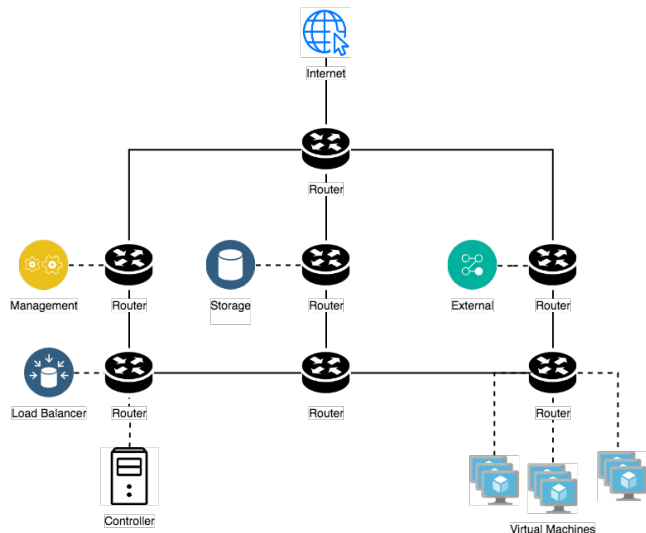 Internet
Router
Management
Router
Storage
Router
External
Router
Load Balancer
Router
Router
Router
Controller
Virtual Machines